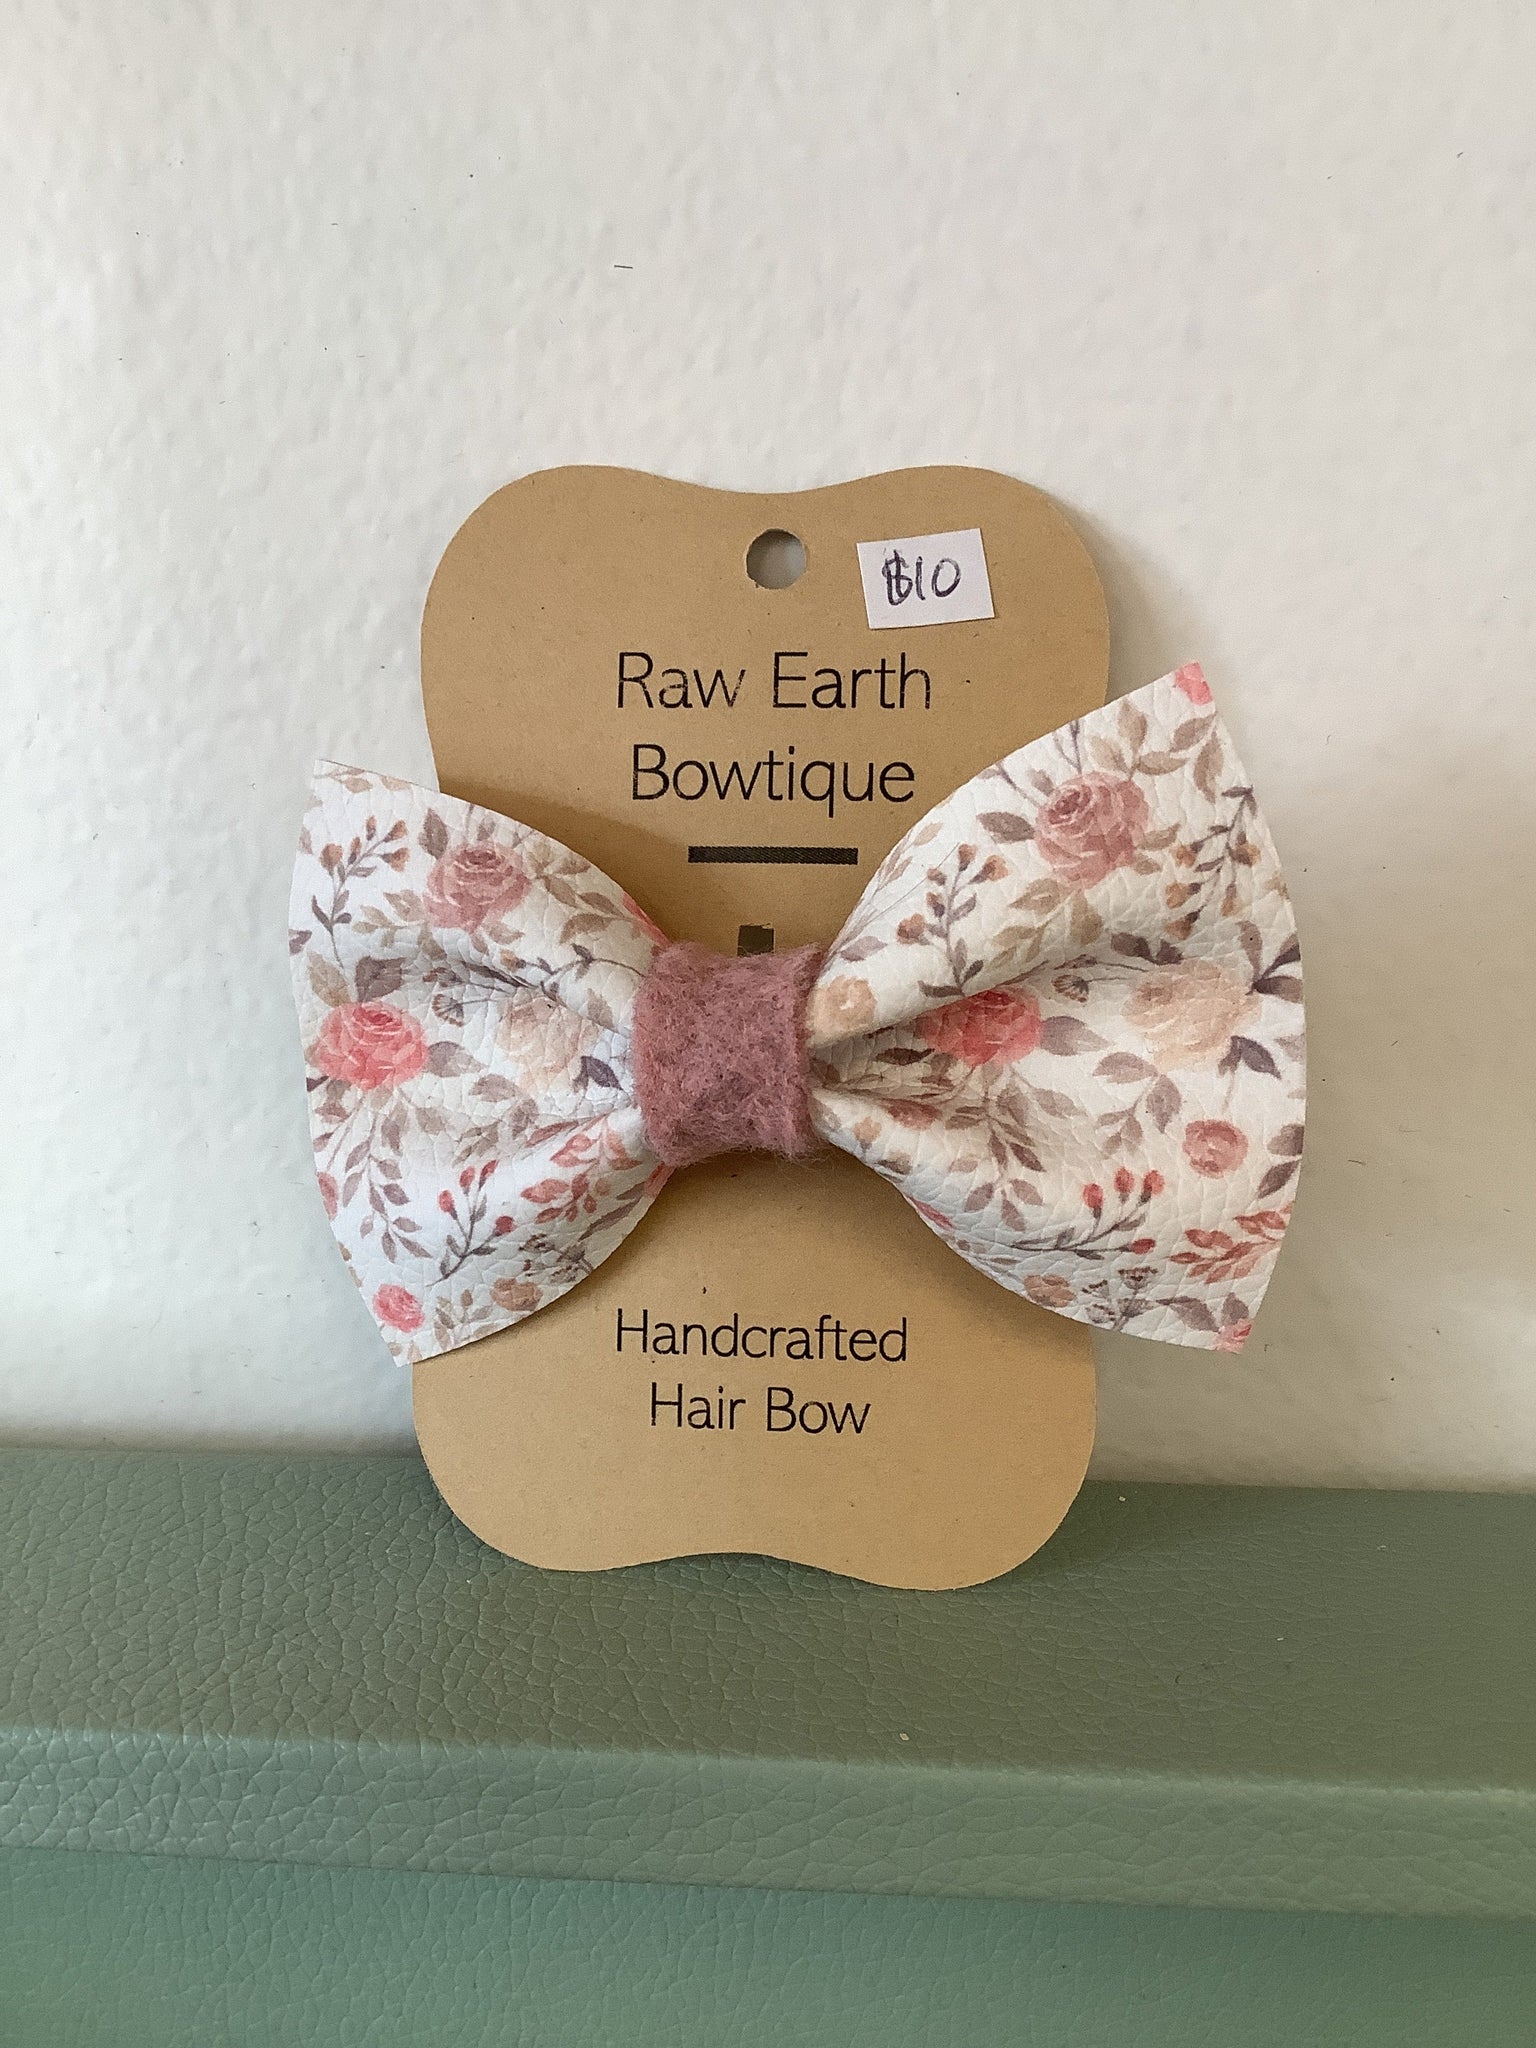 $10
Raw Earth
Bowtique
Handcrafted
Hair Bow